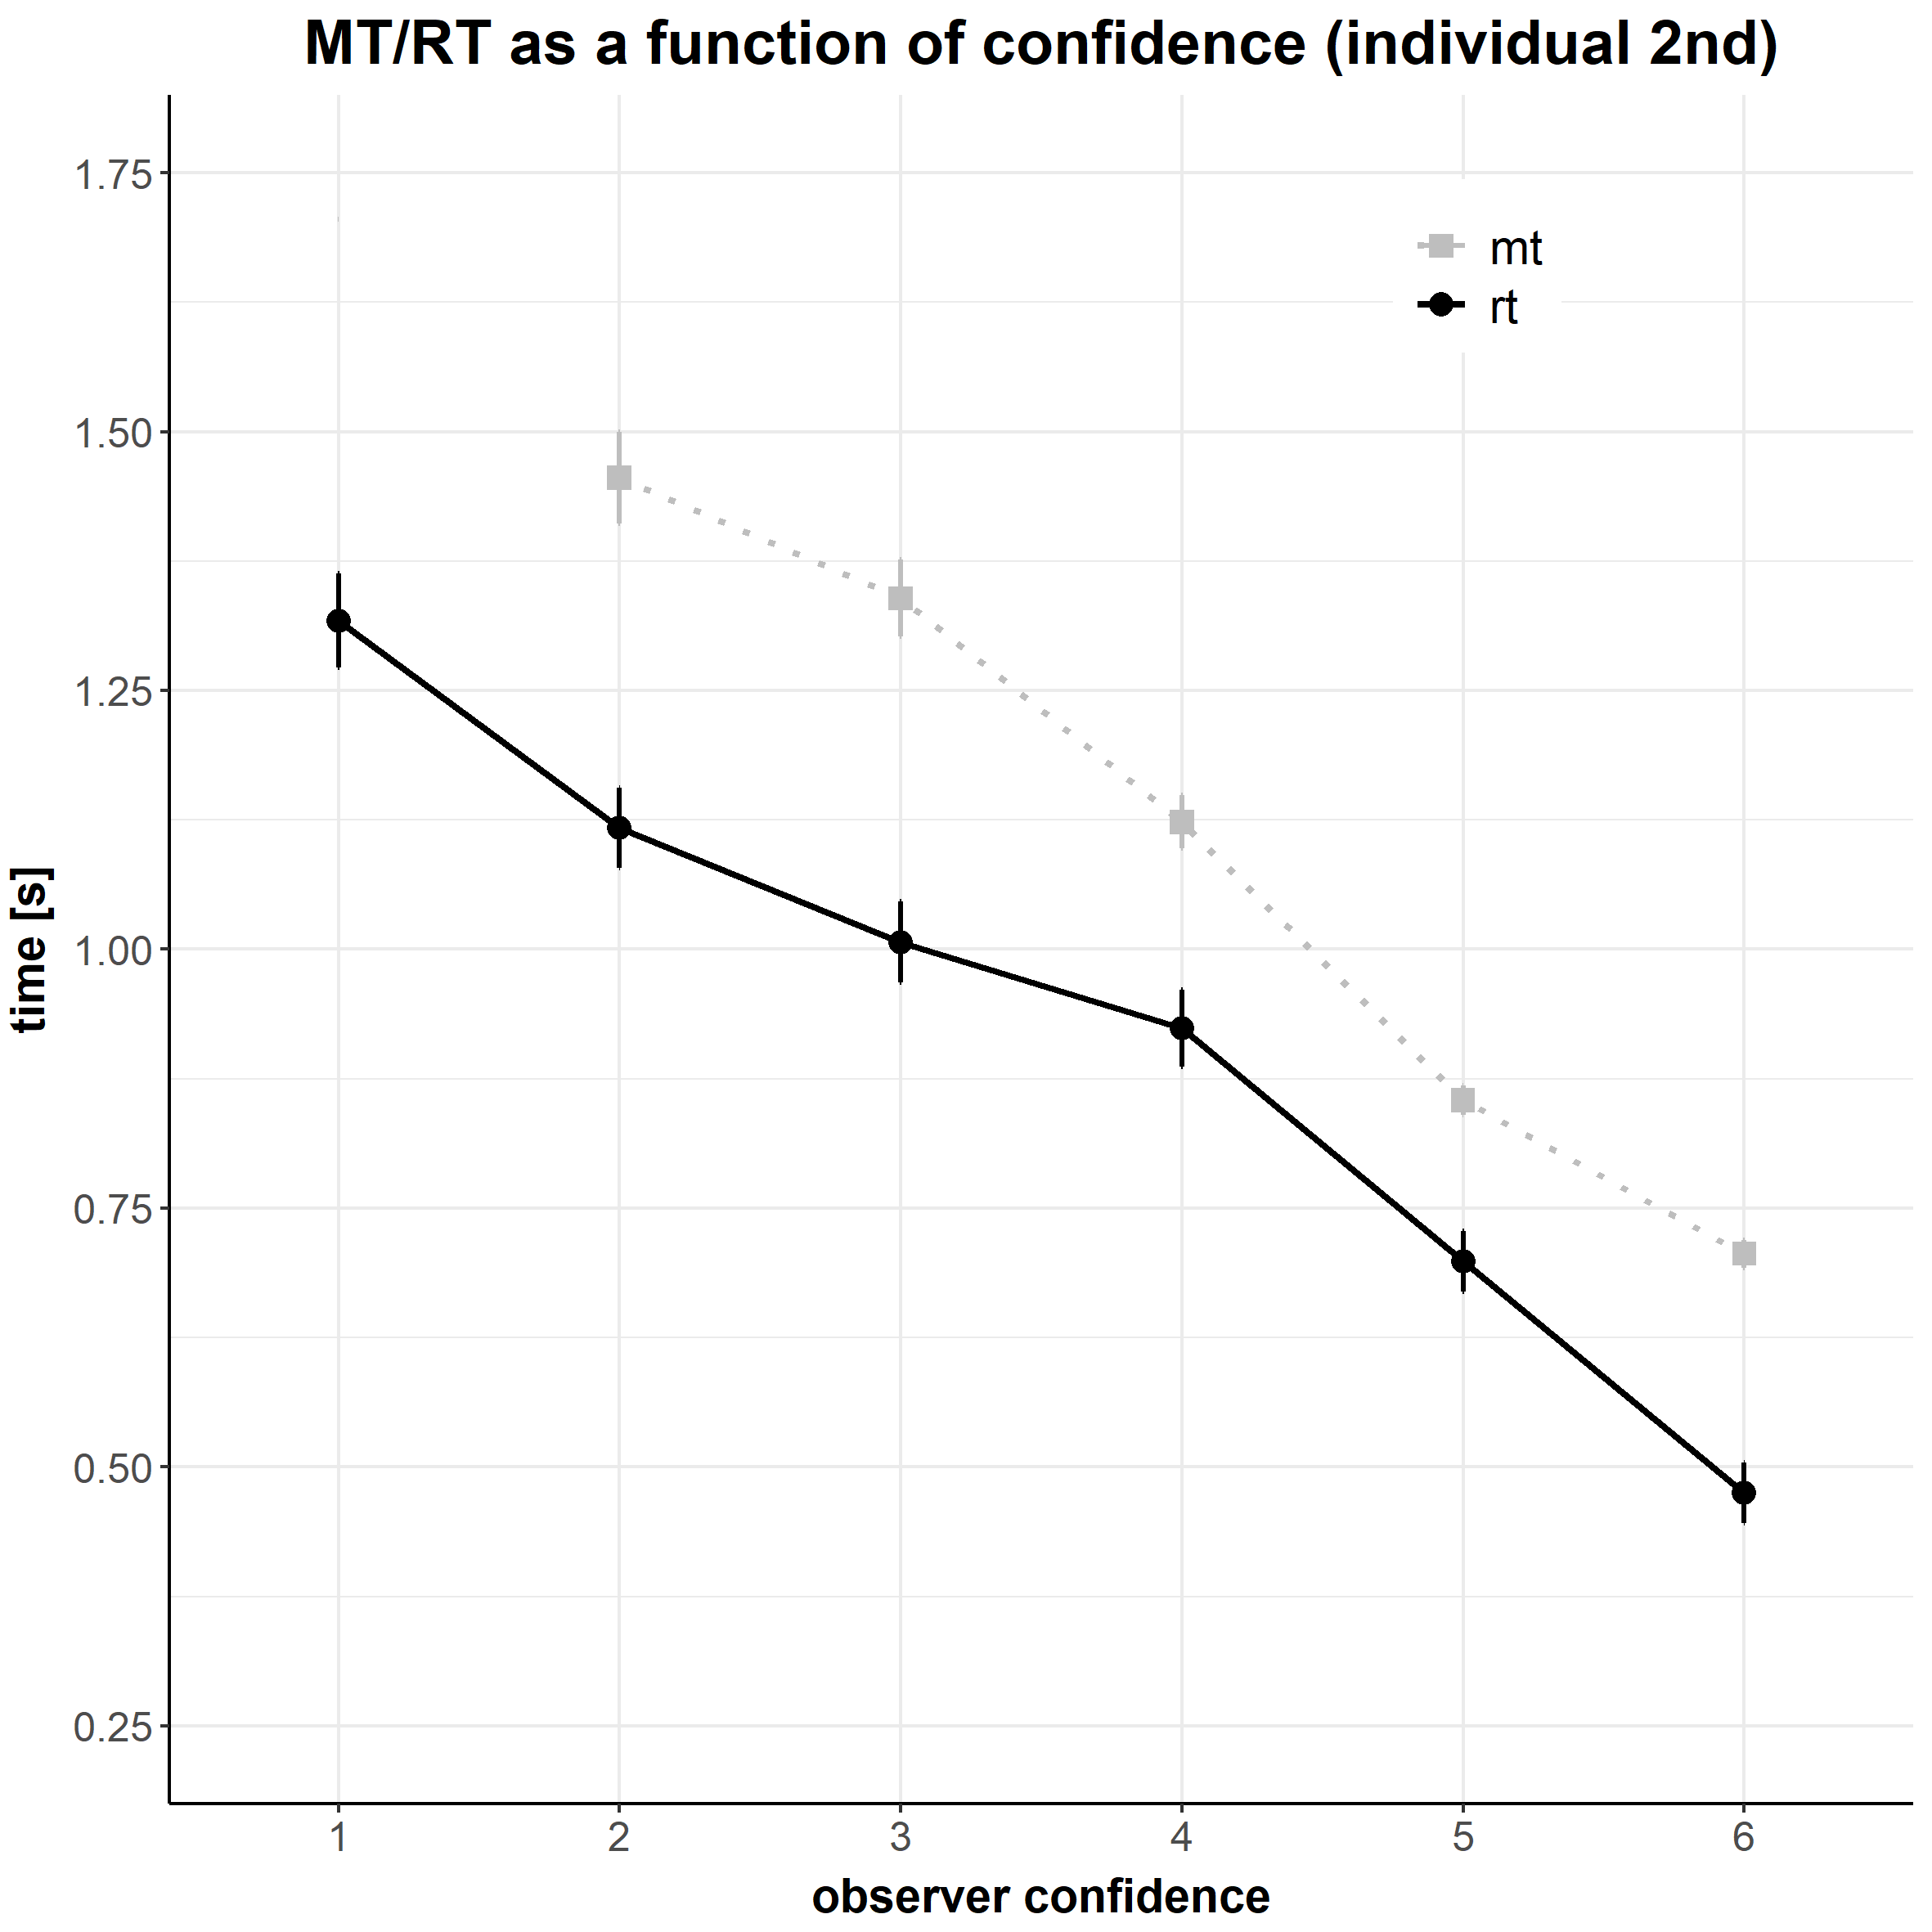 MT/RT as a function of confidence (individual 2nd)
1.75
1.50
1.25
1.00
0.75
0.50
0.25
time [s]
mt
rt
1 2 3 4 5 6
observer confidence